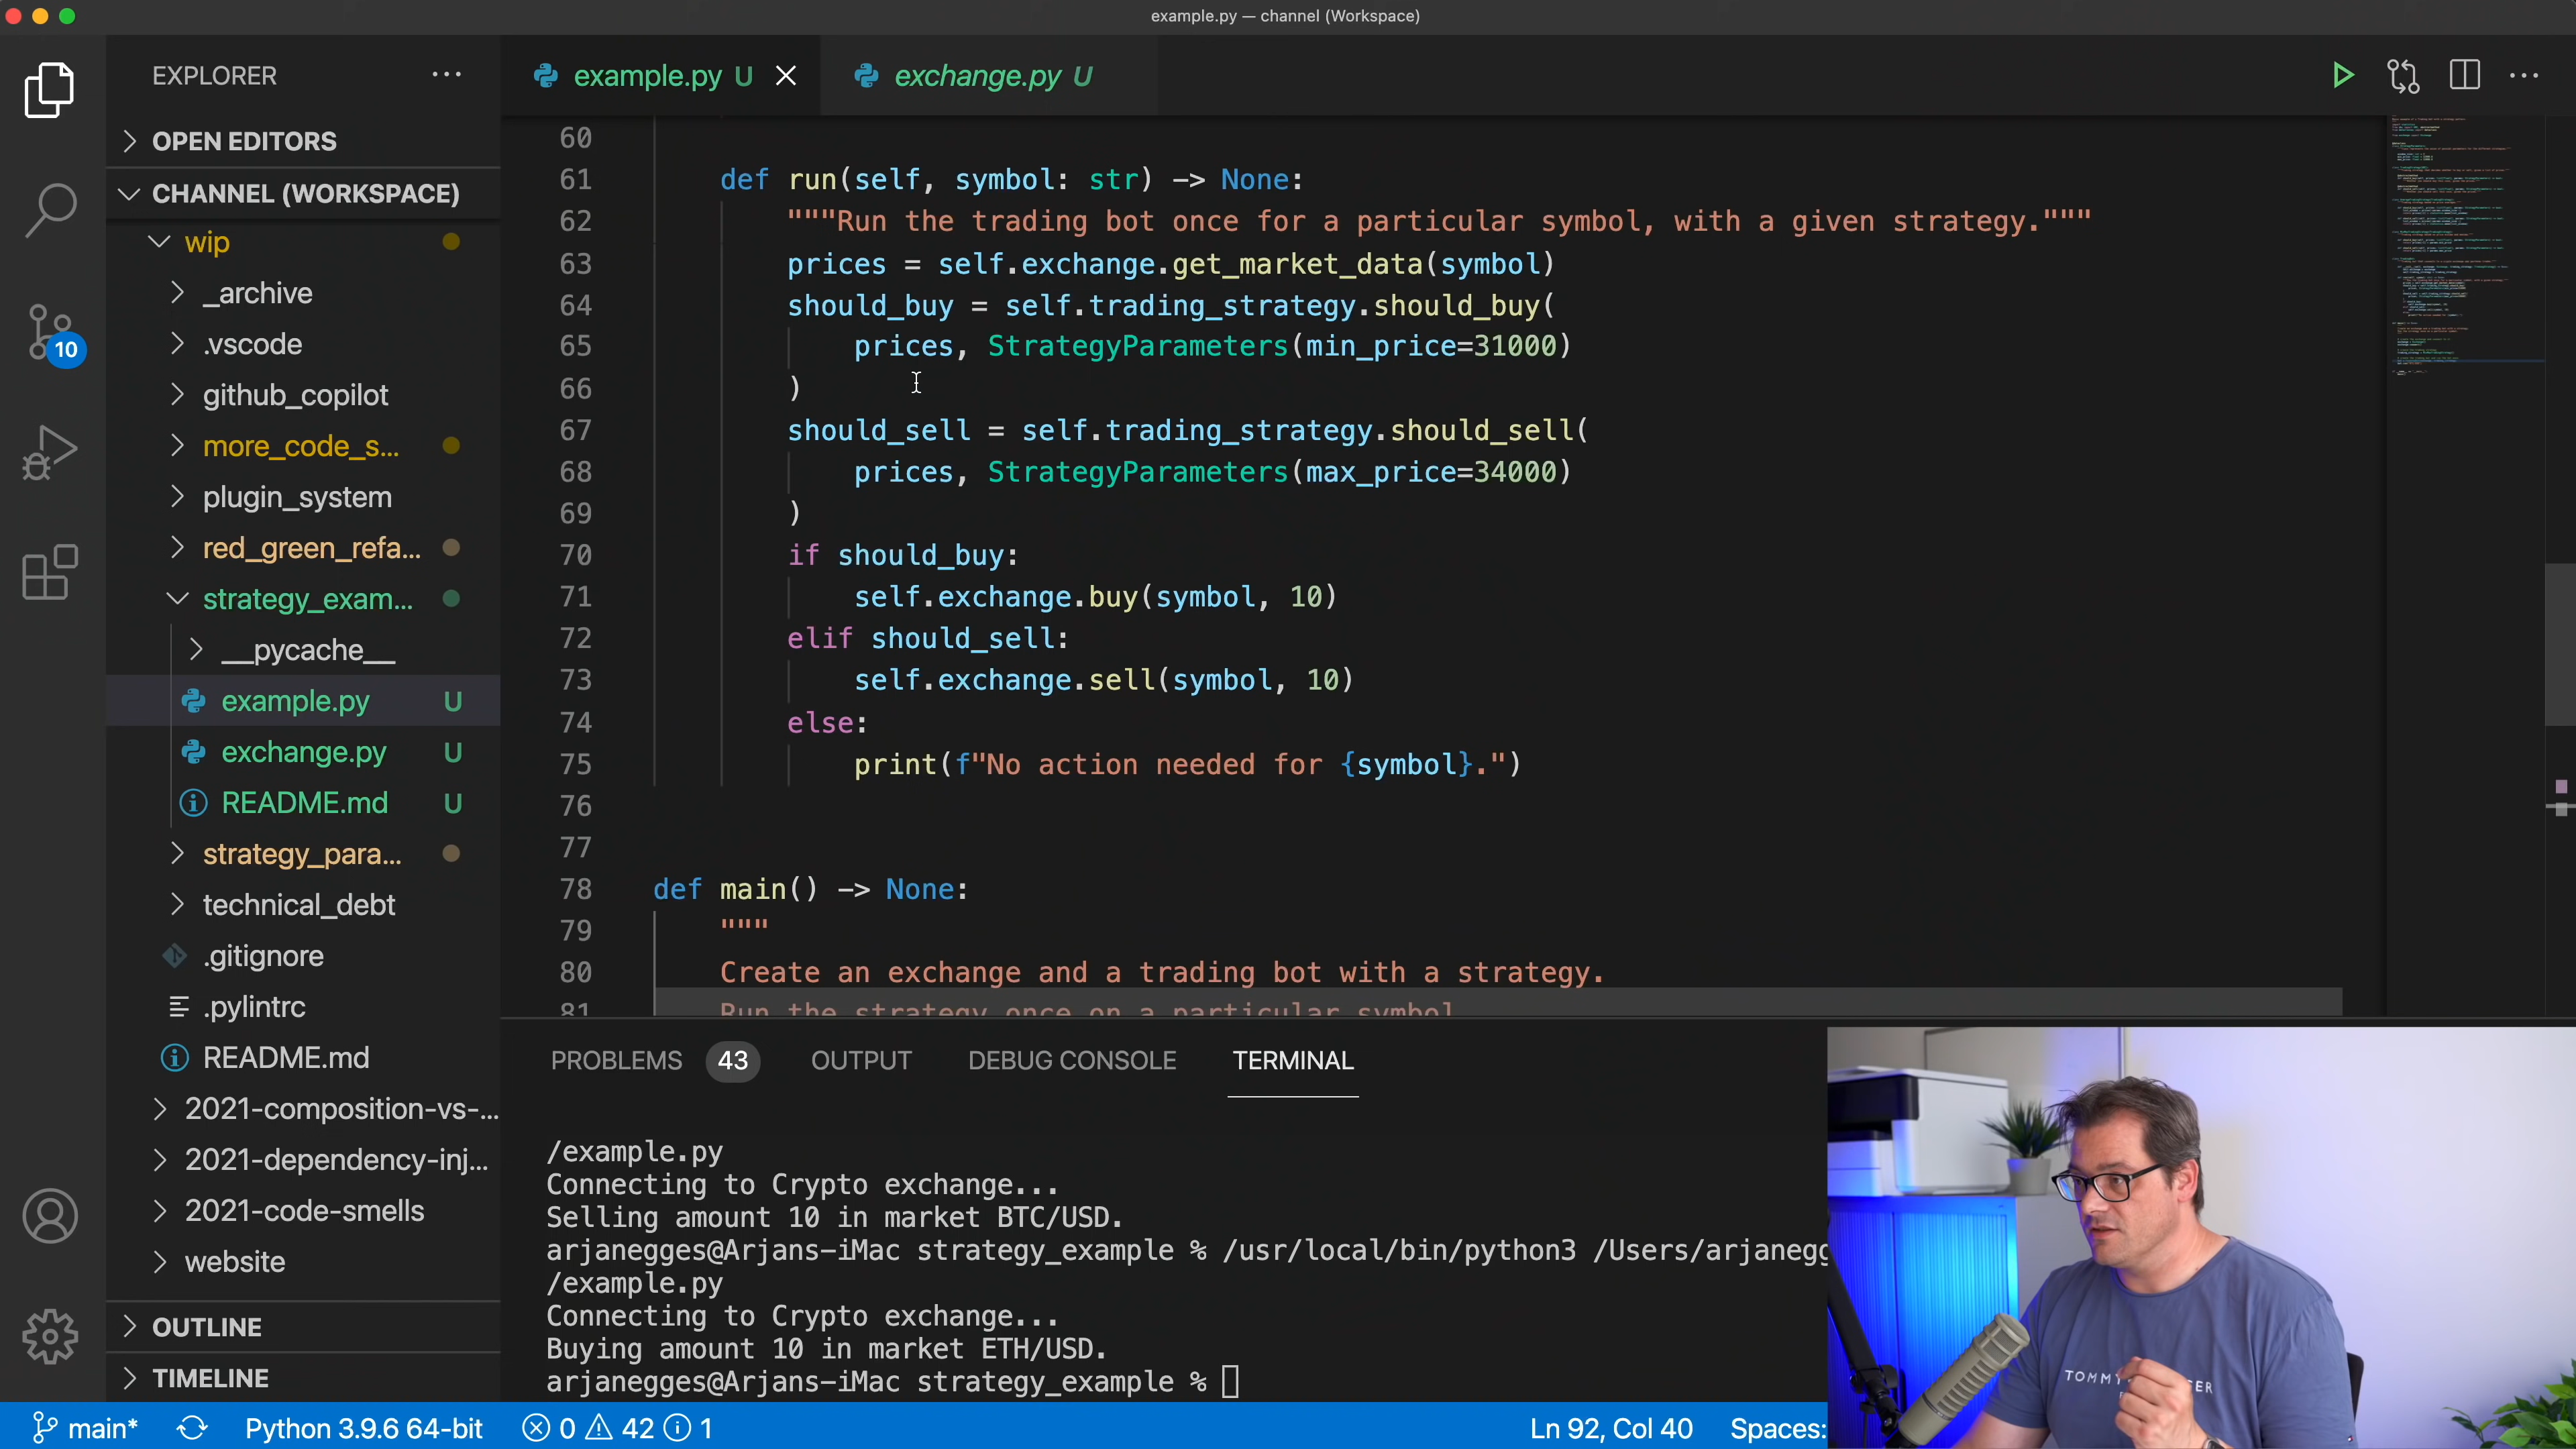 example.py — channel (Workspace)
EXPLORER
example.py U
exchange.py U
OPEN EDITORS
CHANNEL (WORKSPACE)
wip
_archive
.vscode
github_copilot
more_code_s...
plugin_system
red_green_refa...
strategy_exam...
__pycache__
example.py U
exchange.py U
README.md U
strategy_para...
technical_debt
.gitignore
.pylintrc
README.md
2021-composition-vs-...
2021-dependency-inj...
2021-code-smells
website
OUTLINE
TIMELINE
10
60
61 def run(self, symbol: str) -> None:
62 """Run the trading bot once for a particular symbol, with a given strategy."""
63 prices = self.exchange.get_market_data(symbol)
64 should_buy = self.trading_strategy.should_buy(
65 prices, StrategyParameters(min_price=31000)
66 )
67 should_sell = self.trading_strategy.should_sell(
68 prices, StrategyParameters(max_price=34000)
69 )
70 if should_buy:
71 self.exchange.buy(symbol, 10)
72 elif should_sell:
73 self.exchange.sell(symbol, 10)
74 else:
75 print(f"No action needed for {symbol}.")
76
77
78 def main() -> None:
79 """
80 Create an exchange and a trading bot with a strategy.
81 Run the strategy once on a particular symbol
PROBLEMS 43 OUTPUT DEBUG CONSOLE TERMINAL
/example.py
Connecting to Crypto exchange...
Selling amount 10 in market BTC/USD.
arjanegges@Arjans-iMac strategy_example % /usr/local/bin/python3 /Users/arjanegg
/example.py
Connecting to Crypto exchange...
Buying amount 10 in market ETH/USD.
arjanegges@Arjans-iMac strategy_example %
main* Python 3.9.6 64-bit 0 42 1 Ln 92, Col 40 Spaces: